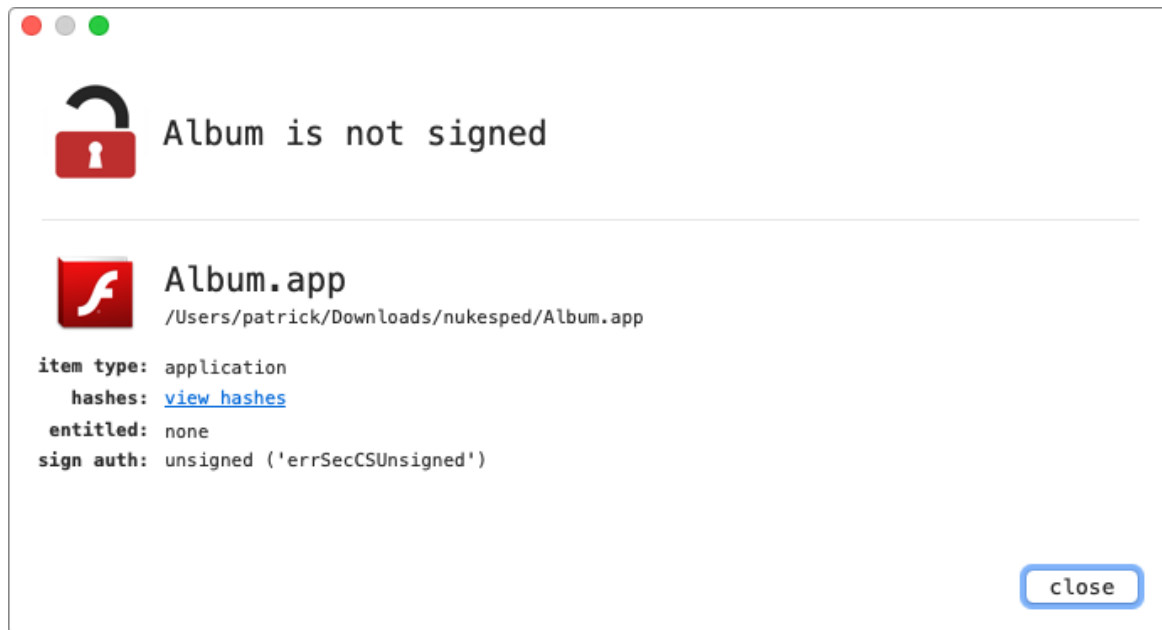 Album is not signed
Album.app
/Users/patrick/Downloads/nukesped/Album.app
item type: application
hashes: view hashes
entitled: none
sign auth: unsigned ('errSecCSUnsigned')
close